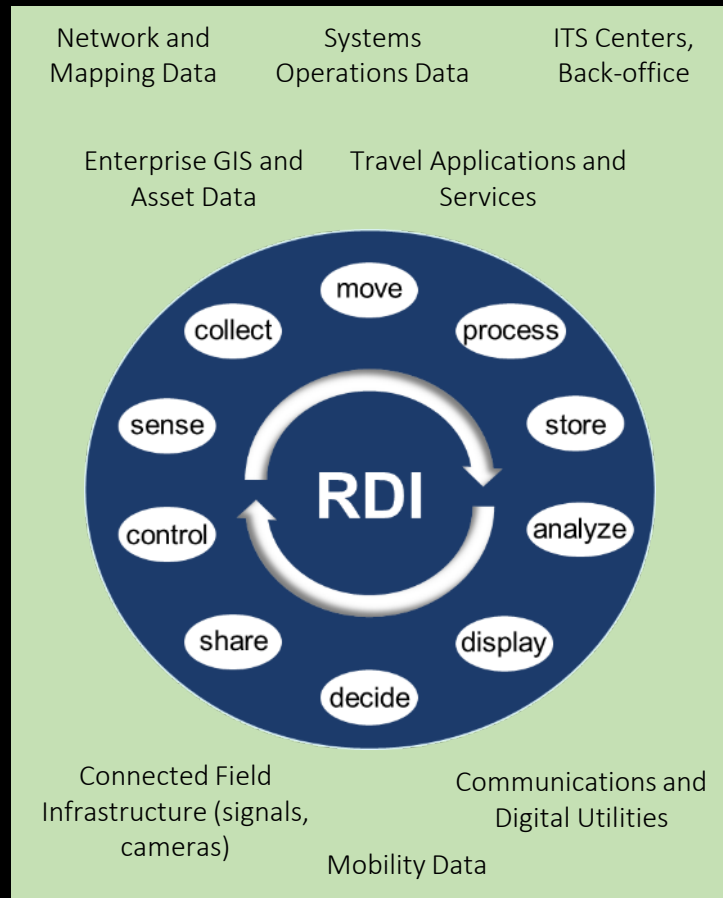 Network and
Mapping Data
Systems
Operations Data
ITS Centers,
Back-office
Enterprise GIS and
Asset Data
Travel Applications and
Services
move
collect
process
sense
store
RDI
control
analyze
share
display
decide
Connected Field
Infrastructure (signals,
cameras)
Communications and
Digital Utilities
Mobility Data